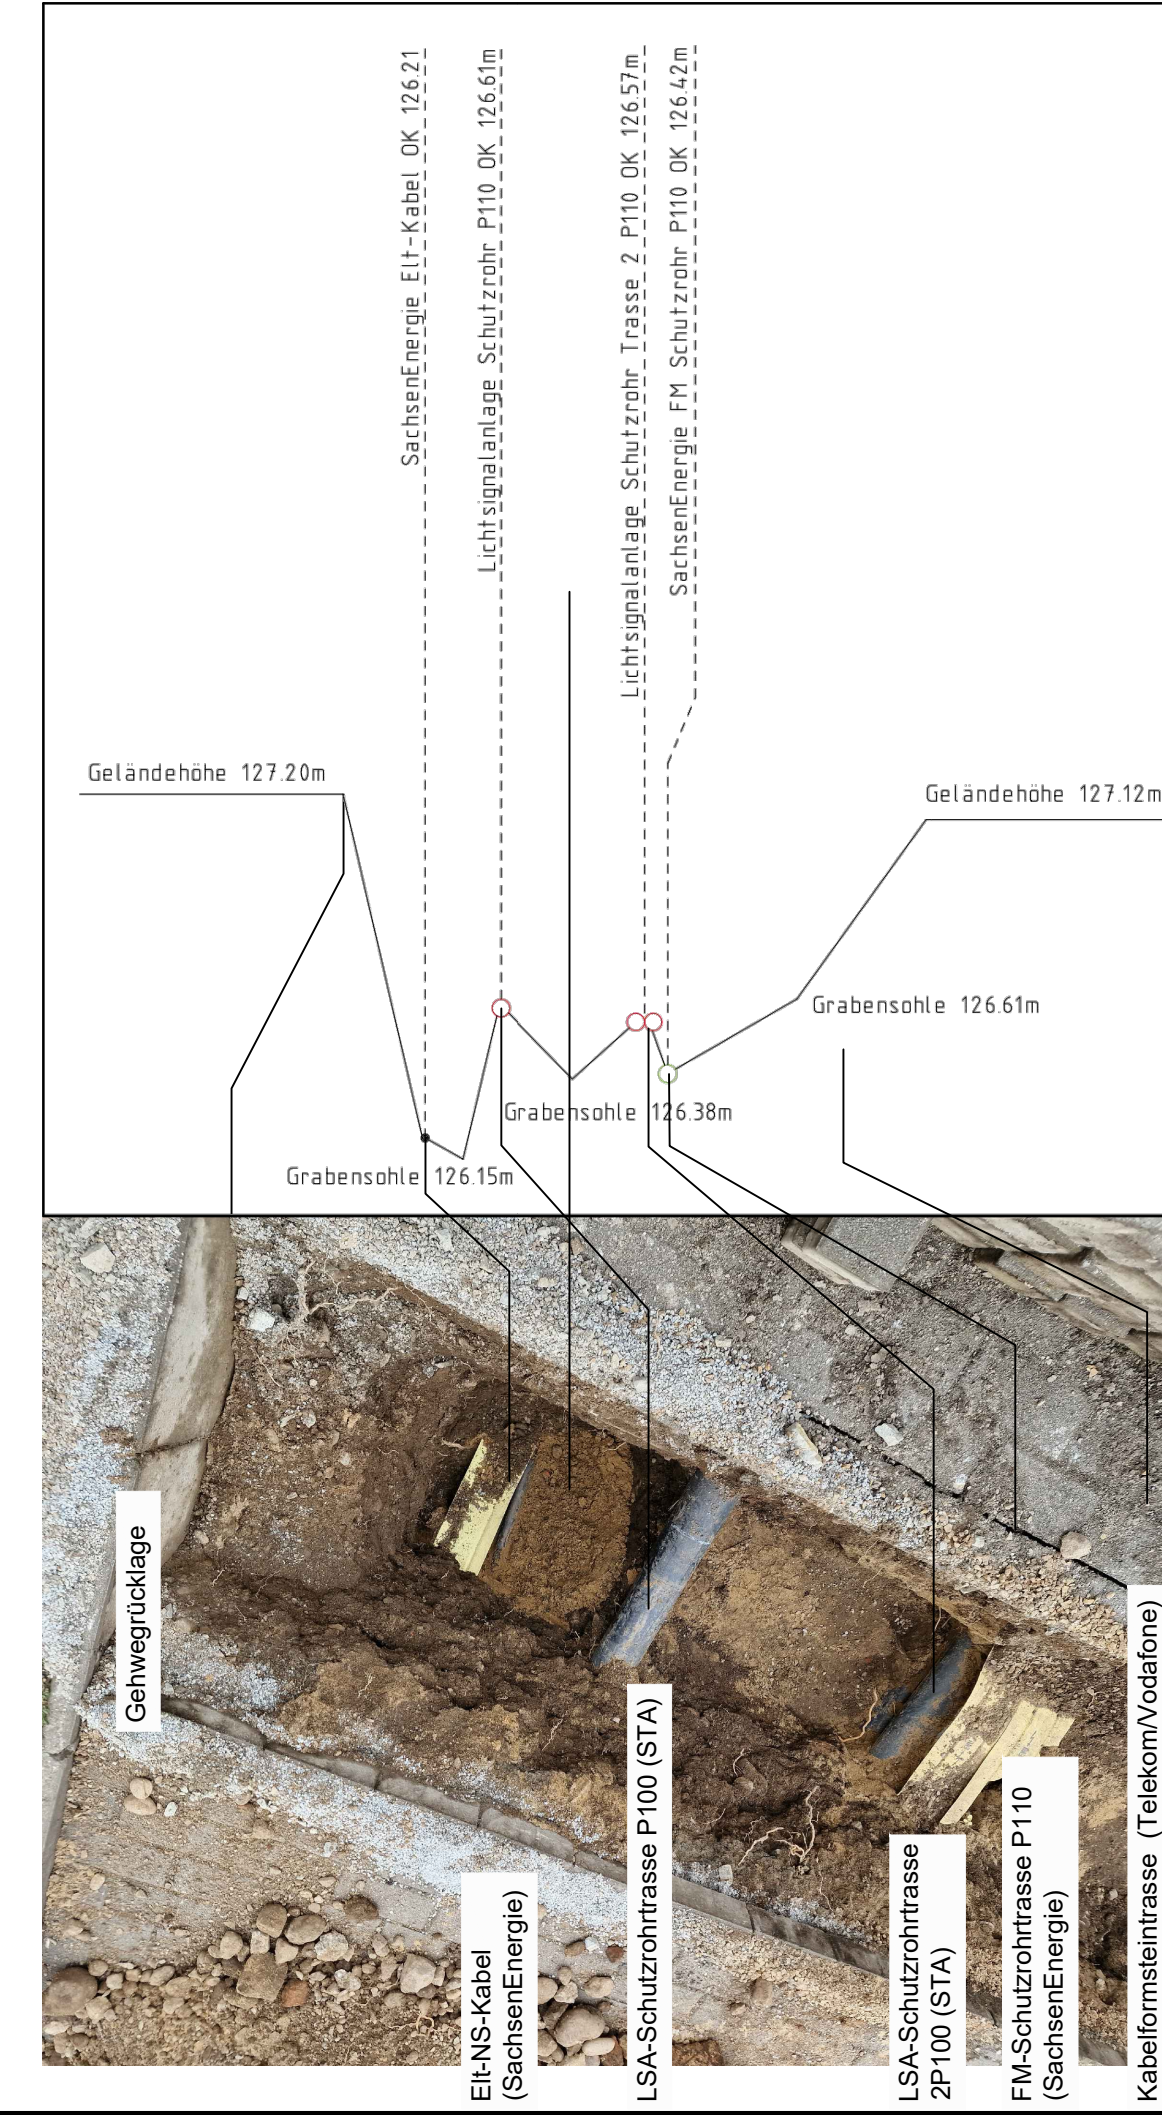 SachsenEnergie Elt-Kabel OK 126.21
Lichtsignalanlage Schutzrohr P110 OK 126.61m
Lichtsignalanlage Schutzrohr Trasse 2 P110 OK 126.57m
SachsenEnergie FM Schutzrohr P110 OK 126.42m
Geländehöhe 127.20m
Geländehöhe 127.12m
Grabensohle 126.61m
Grabensohle 126.38m
Grabensohle 126.15m
Gehwegrücklage
Elt-NS-Kabel
(SachsenEnergie)
LSA-Schutzrohrtrasse P100 (STA)
LSA-Schutzrohrtrasse
2P100 (STA)
FM-Schutzrohrtrasse P110
(SachsenEnergie)
Kabelformsteintrasse (Telekom/Vodafone)